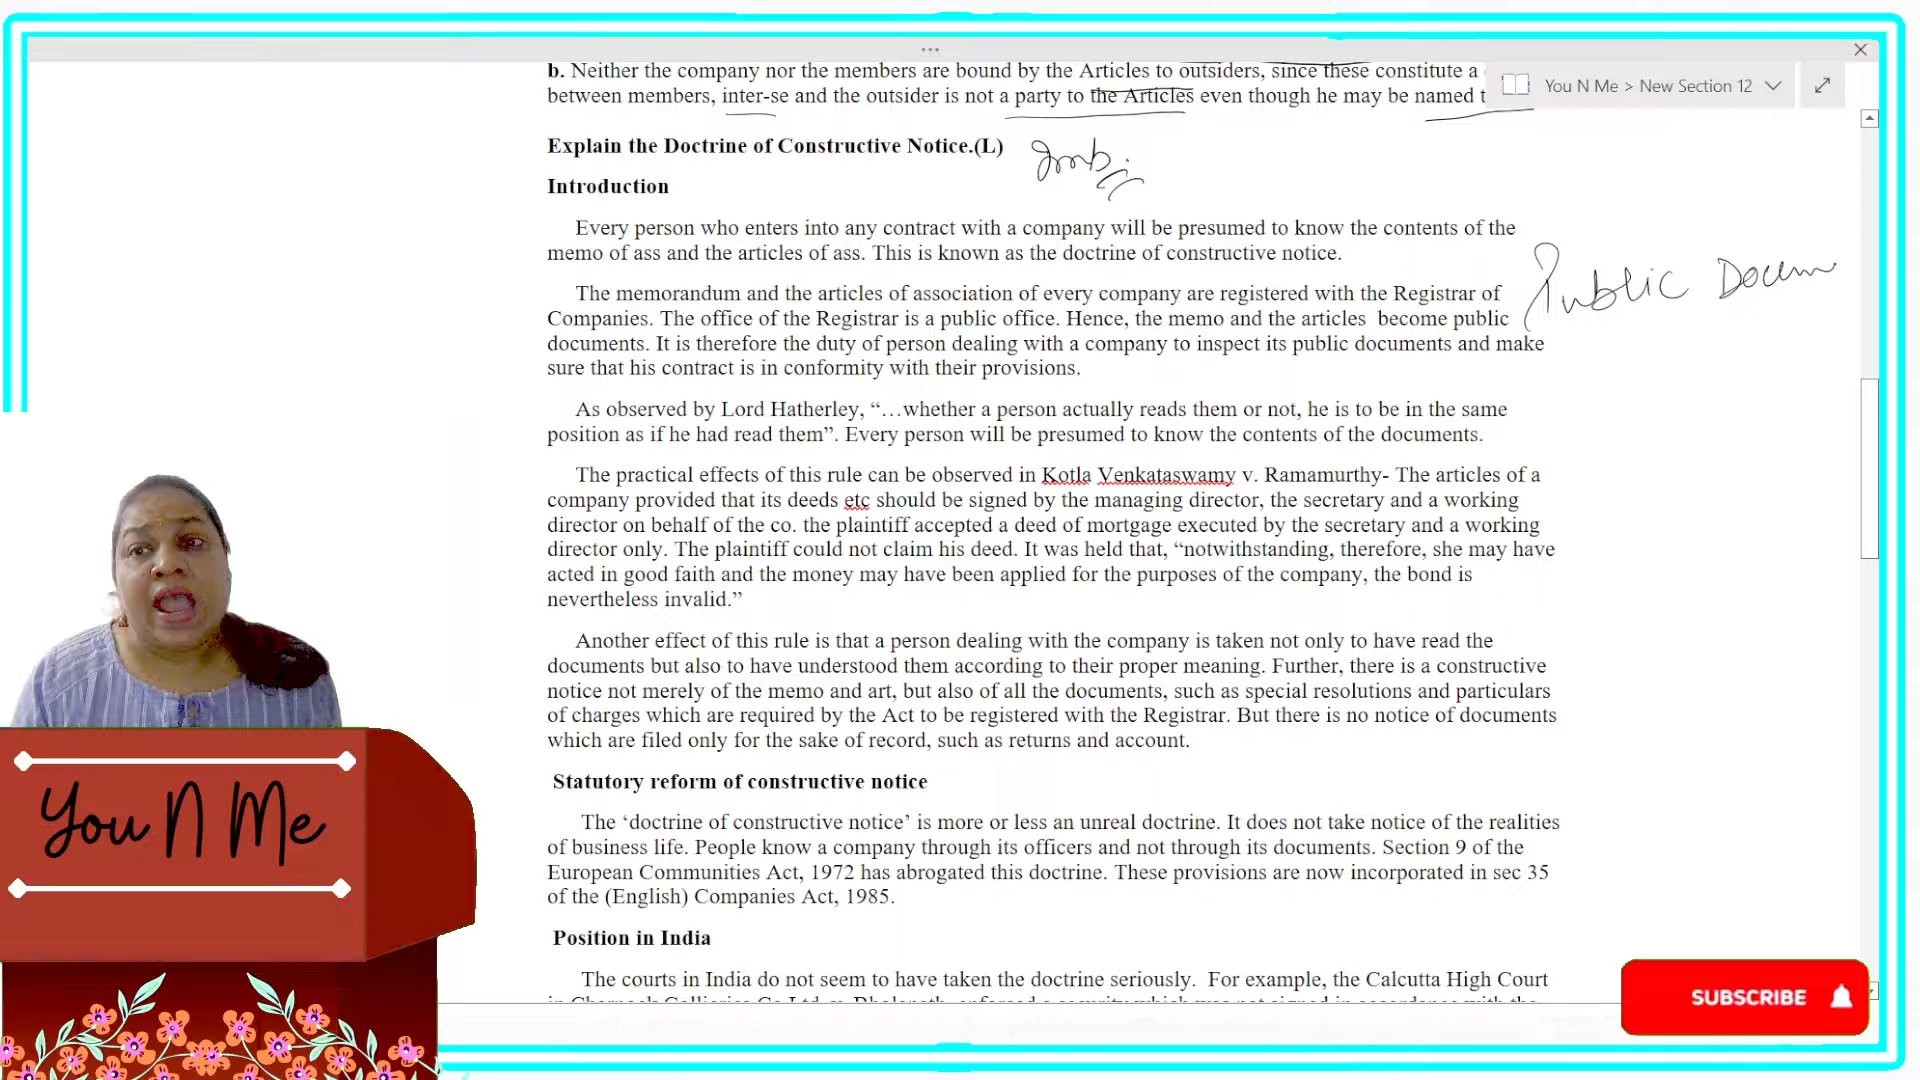 b. Neither the company nor the members are bound by the Articles to outsiders, since these constitute a
between members, inter-se and the outsider is not a party to the Articles even though he may be named
You N Me > New Section 12
Explain the Doctrine of Constructive Notice.(L)
Introduction
Every person who enters into any contract with a company will be presumed to know the contents of the
memo of ass and the articles of ass. This is known as the doctrine of constructive notice.
Public Docum
The memorandum and the articles of association of every company are registered with the Registrar of
Companies. The office of the Registrar is a public office. Hence, the memo and the articles become public
documents. It is therefore the duty of person dealing with a company to inspect its public documents and make
sure that his contract is in conformity with their provisions.
As observed by Lord Hatherley, “…whether a person actually reads them or not, he is to be in the same
position as if he had read them”. Every person will be presumed to know the contents of the documents.
The practical effects of this rule can be observed in Kotla Venkataswamy v. Ramamurthy- The articles of a
company provided that its deeds etc should be signed by the managing director, the secretary and a working
director on behalf of the co. the plaintiff accepted a deed of mortgage executed by the secretary and a working
director only. The plaintiff could not claim his deed. It was held that, “notwithstanding, therefore, she may have
acted in good faith and the money may have been applied for the purposes of the company, the bond is
nevertheless invalid.”
Another effect of this rule is that a person dealing with the company is taken not only to have read the
documents but also to have understood them according to their proper meaning. Further, there is a constructive
notice not merely of the memo and art, but also of all the documents, such as special resolutions and particulars
of charges which are required by the Act to be registered with the Registrar. But there is no notice of documents
which are filed only for the sake of record, such as returns and account.
Statutory reform of constructive notice
The ‘doctrine of constructive notice’ is more or less an unreal doctrine. It does not take notice of the realities
of business life. People know a company through its officers and not through its documents. Section 9 of the
European Communities Act, 1972 has abrogated this doctrine. These provisions are now incorporated in sec 35
of the (English) Companies Act, 1985.
Position in India
The courts in India do not seem to have taken the doctrine seriously. For example, the Calcutta High Court
You N Me
SUBSCRIBE